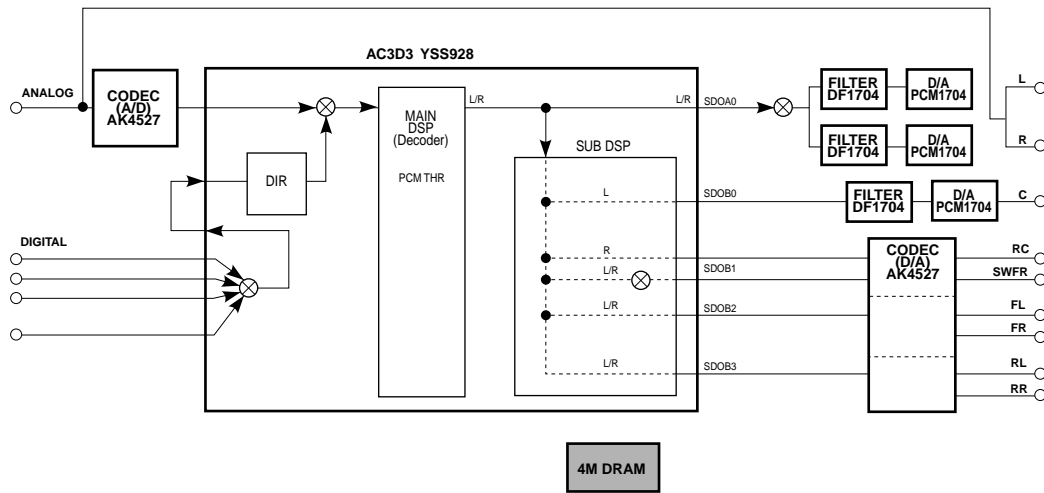 AC3D3 YSS928
ANALOG
CODEC
(A/D)
AK4527
L/R
L/R
SDOA0
FILTER
DF1704
D/A
PCM1704
L
MAIN
DSP
(Decoder)
PCM THR
FILTER
DF1704
D/A
PCM1704
R
SUB DSP
DIR
L
SDOB0
FILTER
DF1704
D/A
PCM1704
C
DIGITAL
R
CODEC
(D/A)
AK4527
RC
L/R
SDOB1
SWFR
L/R
SDOB2
FL
FR
L/R
SDOB3
RL
RR
4M DRAM